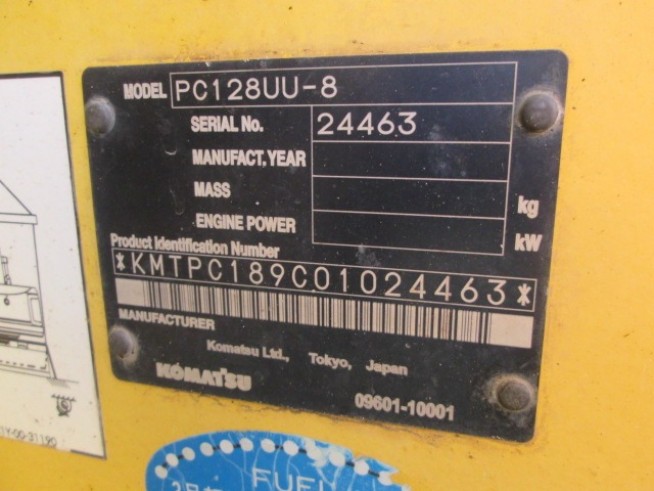 MODEL PC128UU-8
SERIAL No. 24463
MANUFACT, YEAR
MASS kg
ENGINE POWER kW
Product Identification Number
*KMTPC189C01024463*
MANUFACTURER
Komatsu Ltd., Tokyo, Japan
KOMATSU 09601-10001
FUEL